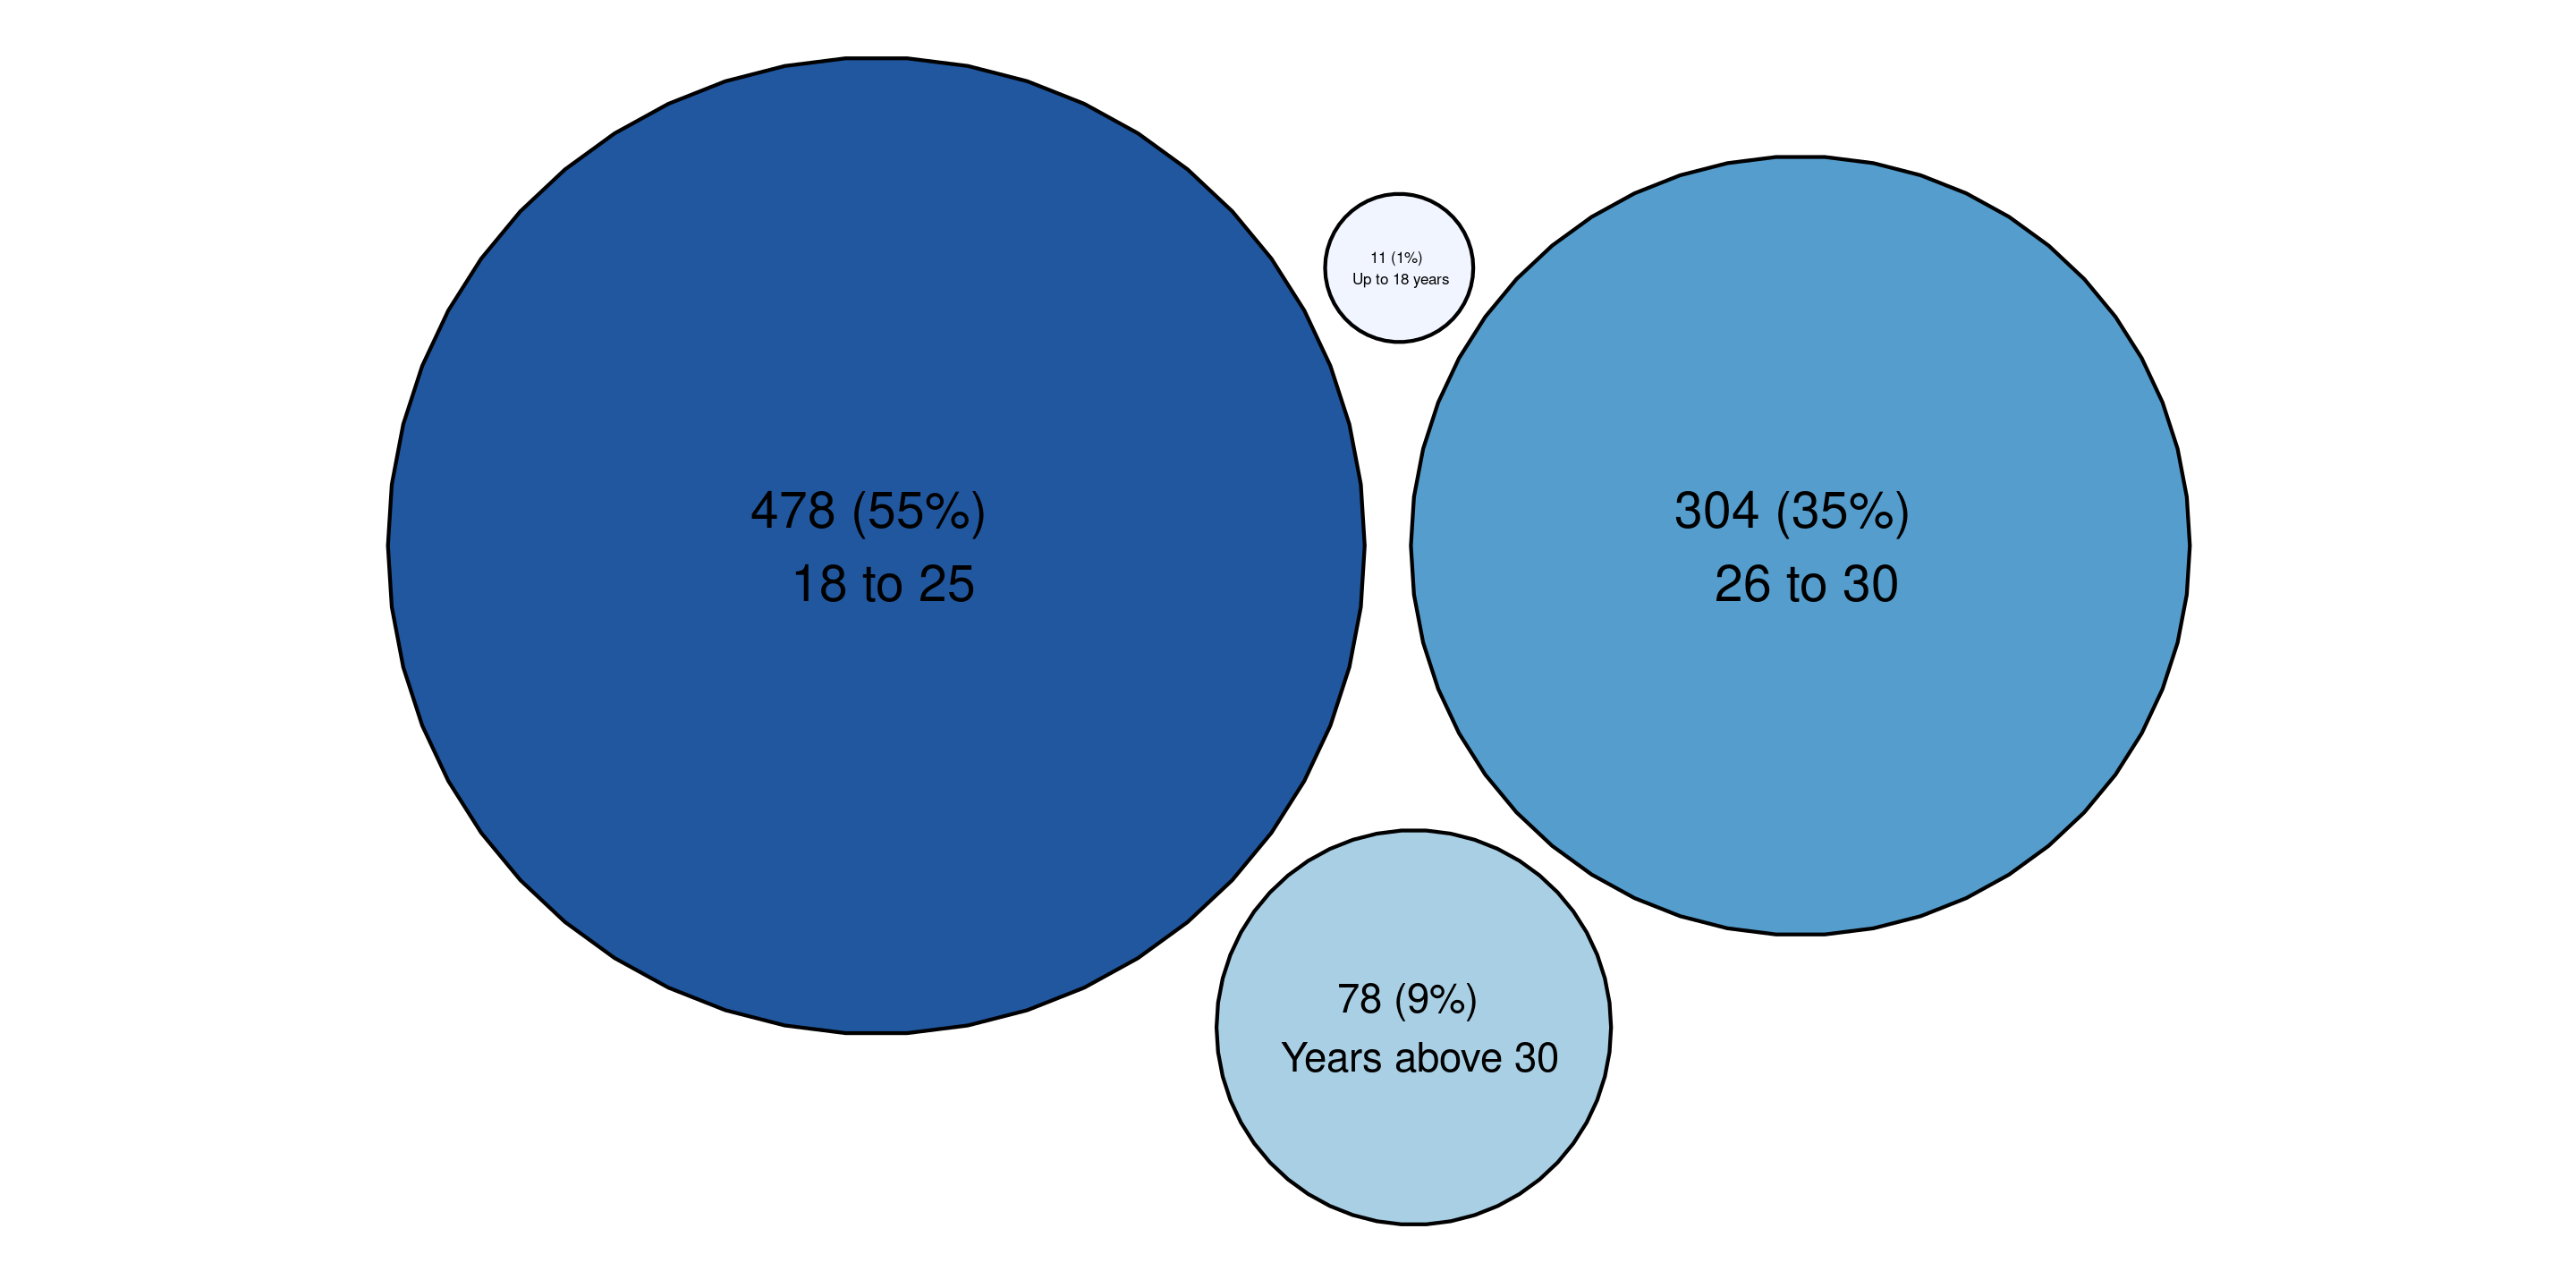 11 (1%)
Up to 18 years
478 (55%)
18 to 25
304 (35%)
26 to 30
78 (9%)
Years above 30